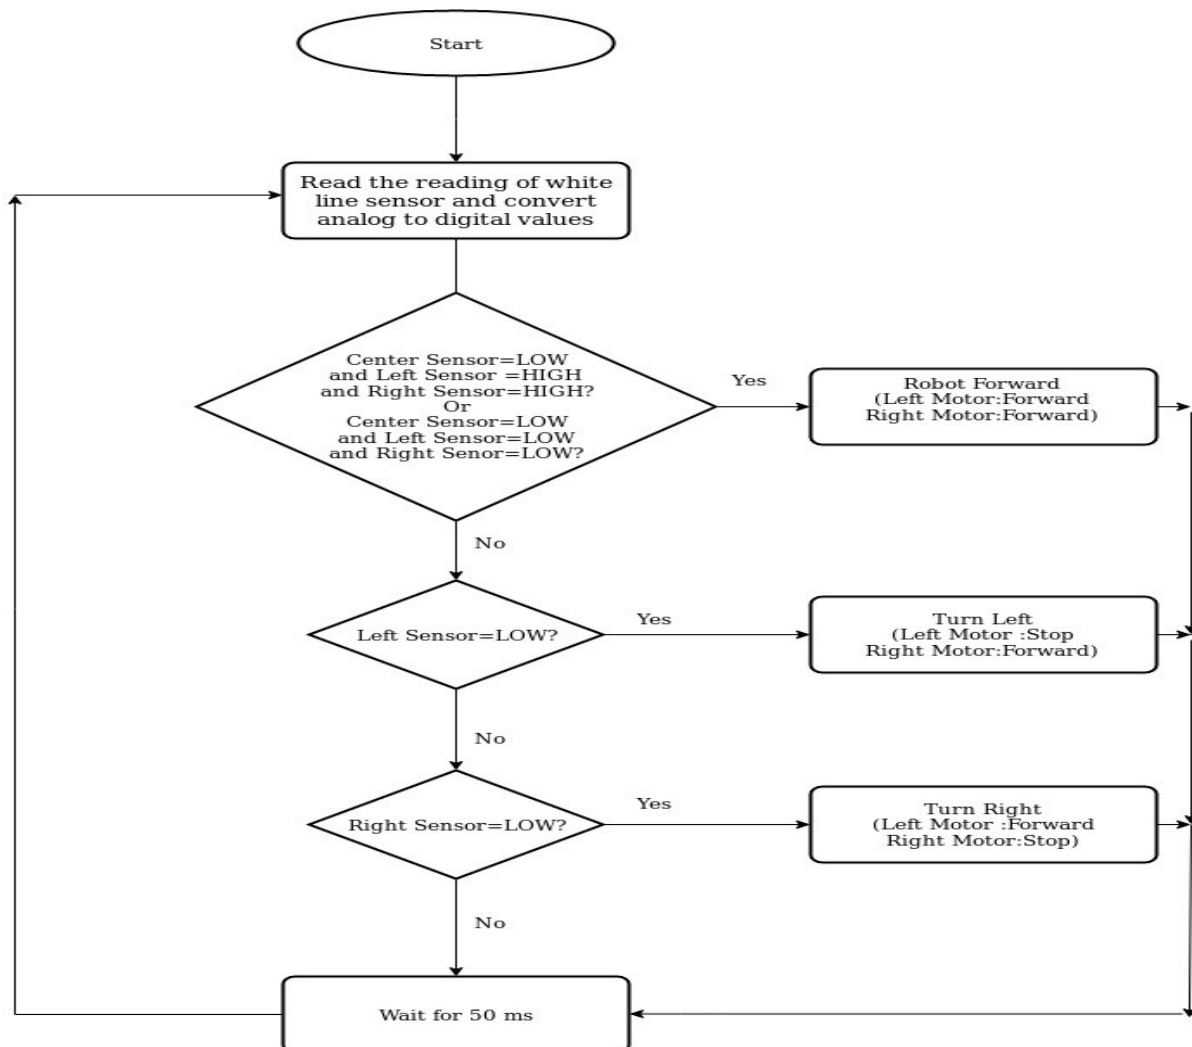 Start
Read the reading of white
line sensor and convert
analog to digital values
Center Sensor=LOW
and Left Sensor =HIGH
and Right Sensor=HIGH?
Or
Center Sensor=LOW
and Left Sensor=LOW
and Right Senor=LOW?
Yes
Robot Forward
(Left Motor:Forward
Right Motor:Forward)
No
Left Sensor=LOW?
Yes
Turn Left
(Left Motor :Stop
Right Motor:Forward)
No
Right Sensor=LOW?
Yes
Turn Right
(Left Motor :Forward
Right Motor:Stop)
No
Wait for 50 ms